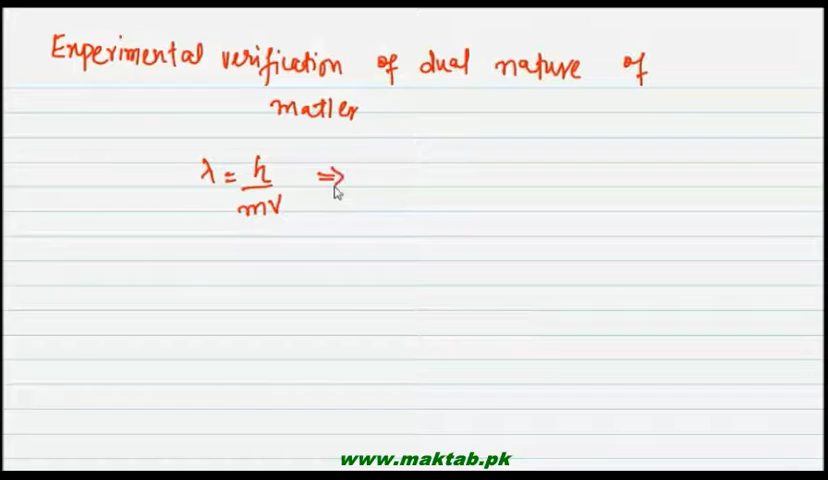 Experimental verification of dual nature of
matter
λ = h/mv ⇒
www.maktab.pk